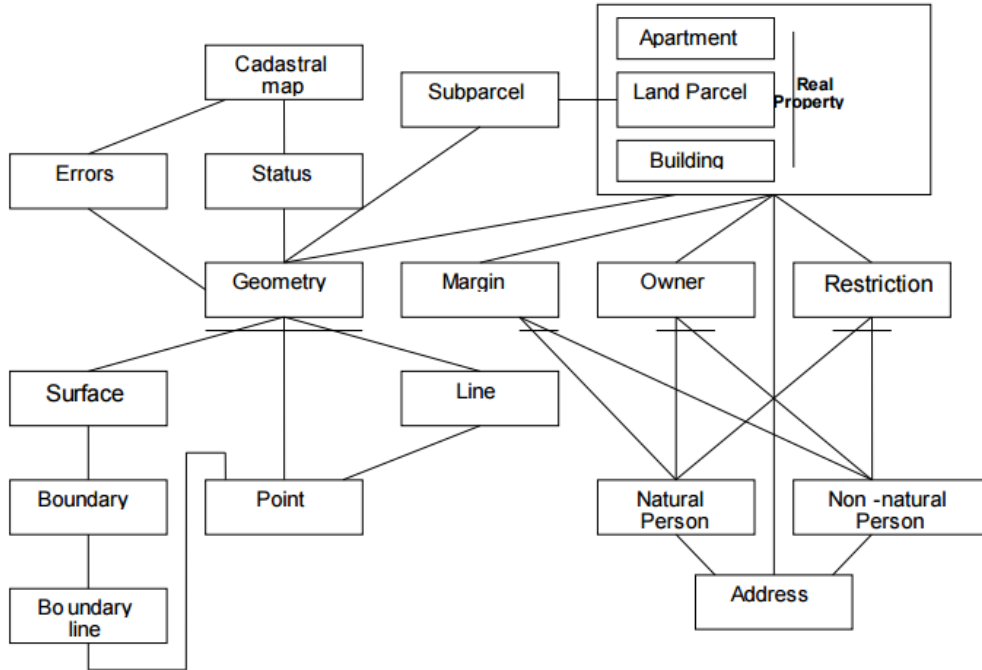 Apartment
Cadastral
map
Subparcel
Land Parcel
Real
Property
Errors
Status
Building
Geometry
Margin
Owner
Restriction
Surface
Line
Boundary
Point
Natural
Person
Non -natural
Person
Bo undary
line
Address